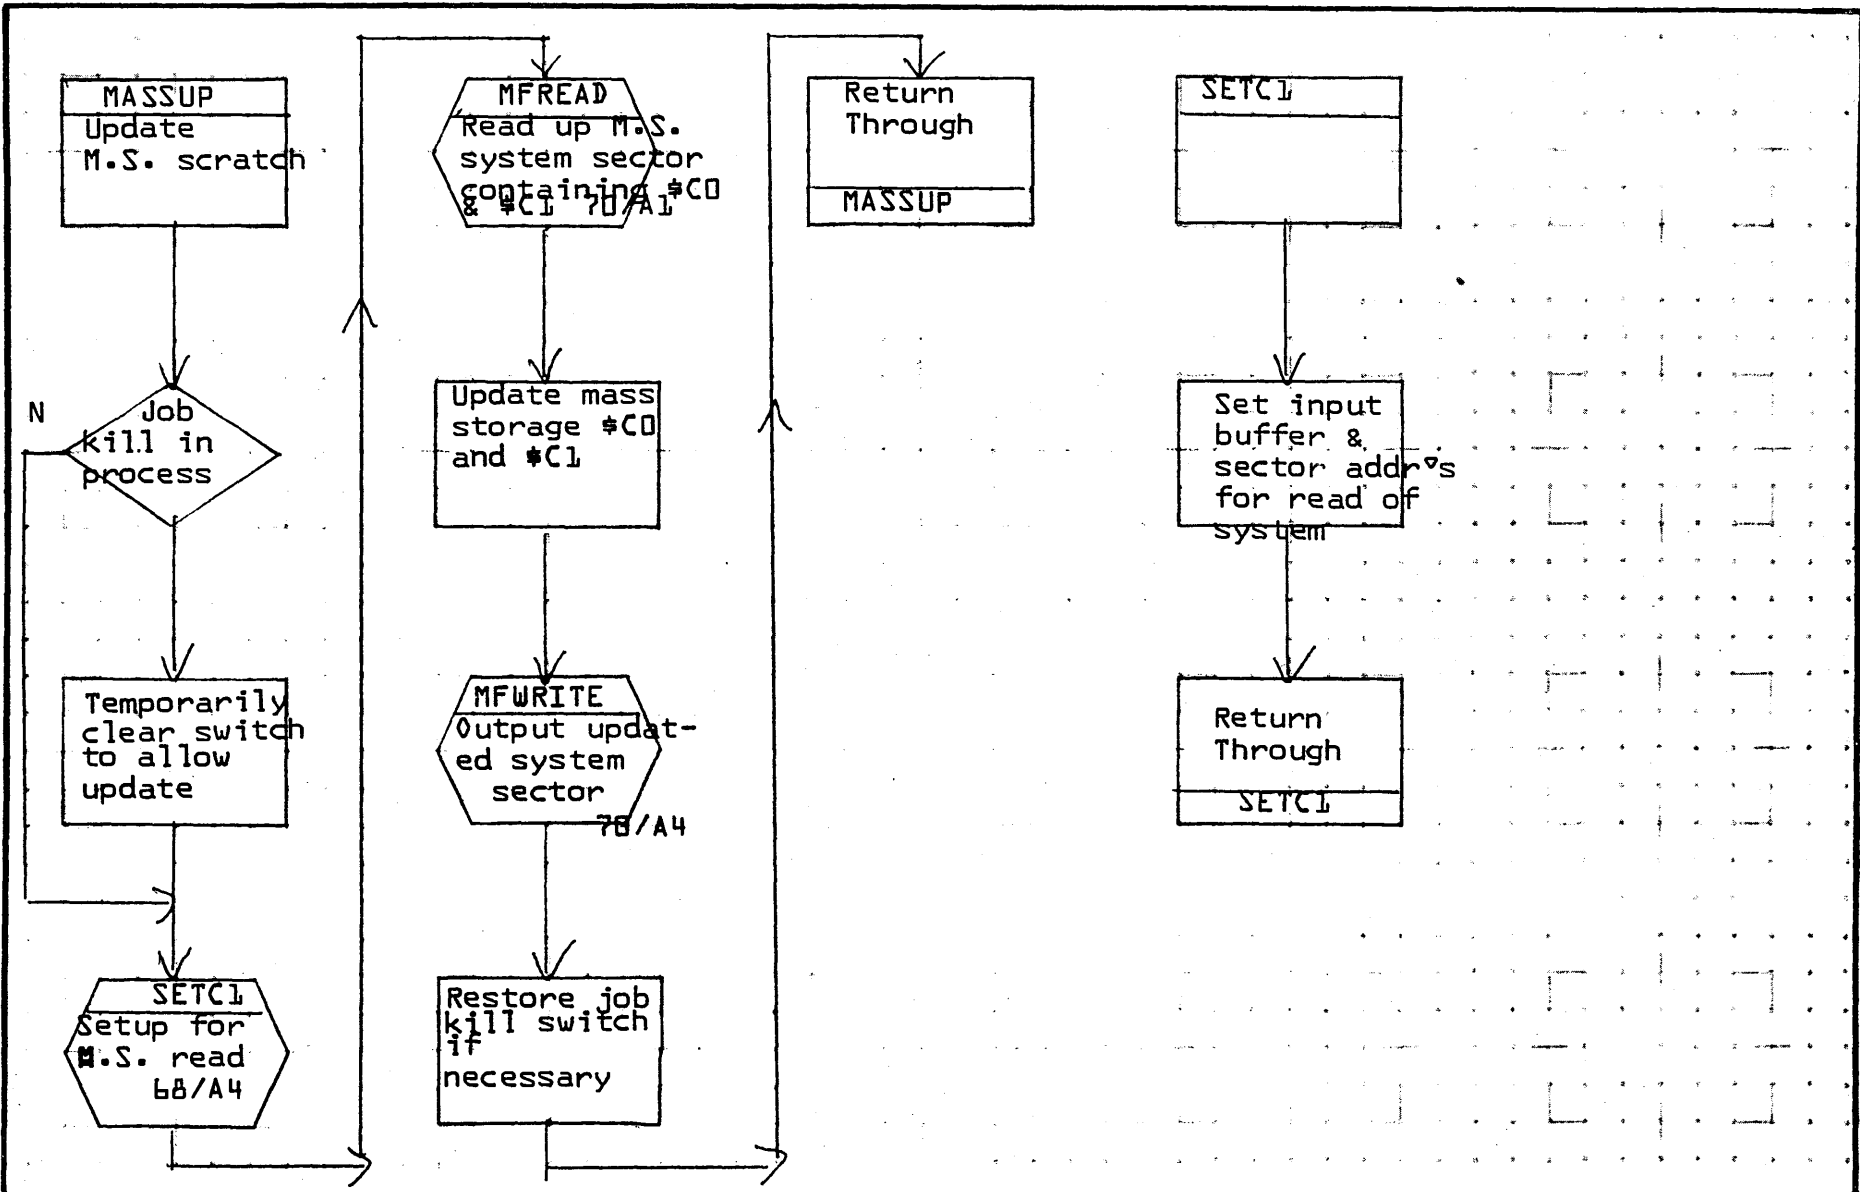 MASSUP
Update
M.S. scratch
N
Job
kill in
process
Temporarily
clear switch
to allow
update
SETC1
Setup for
M.S. read
68/A4
MFREAD
Read up M.S.
system sector
containing $C0
& $C1 70/A1
Update mass
storage $C0
and $C1
MFWRITE
Output updat-
ed system
sector
70/A4
Restore job
kill switch
if
necessary
Return
Through
MASSUP
SETC1
Set input
buffer &
sector addr's
for read of
system
Return
Through
SETC1